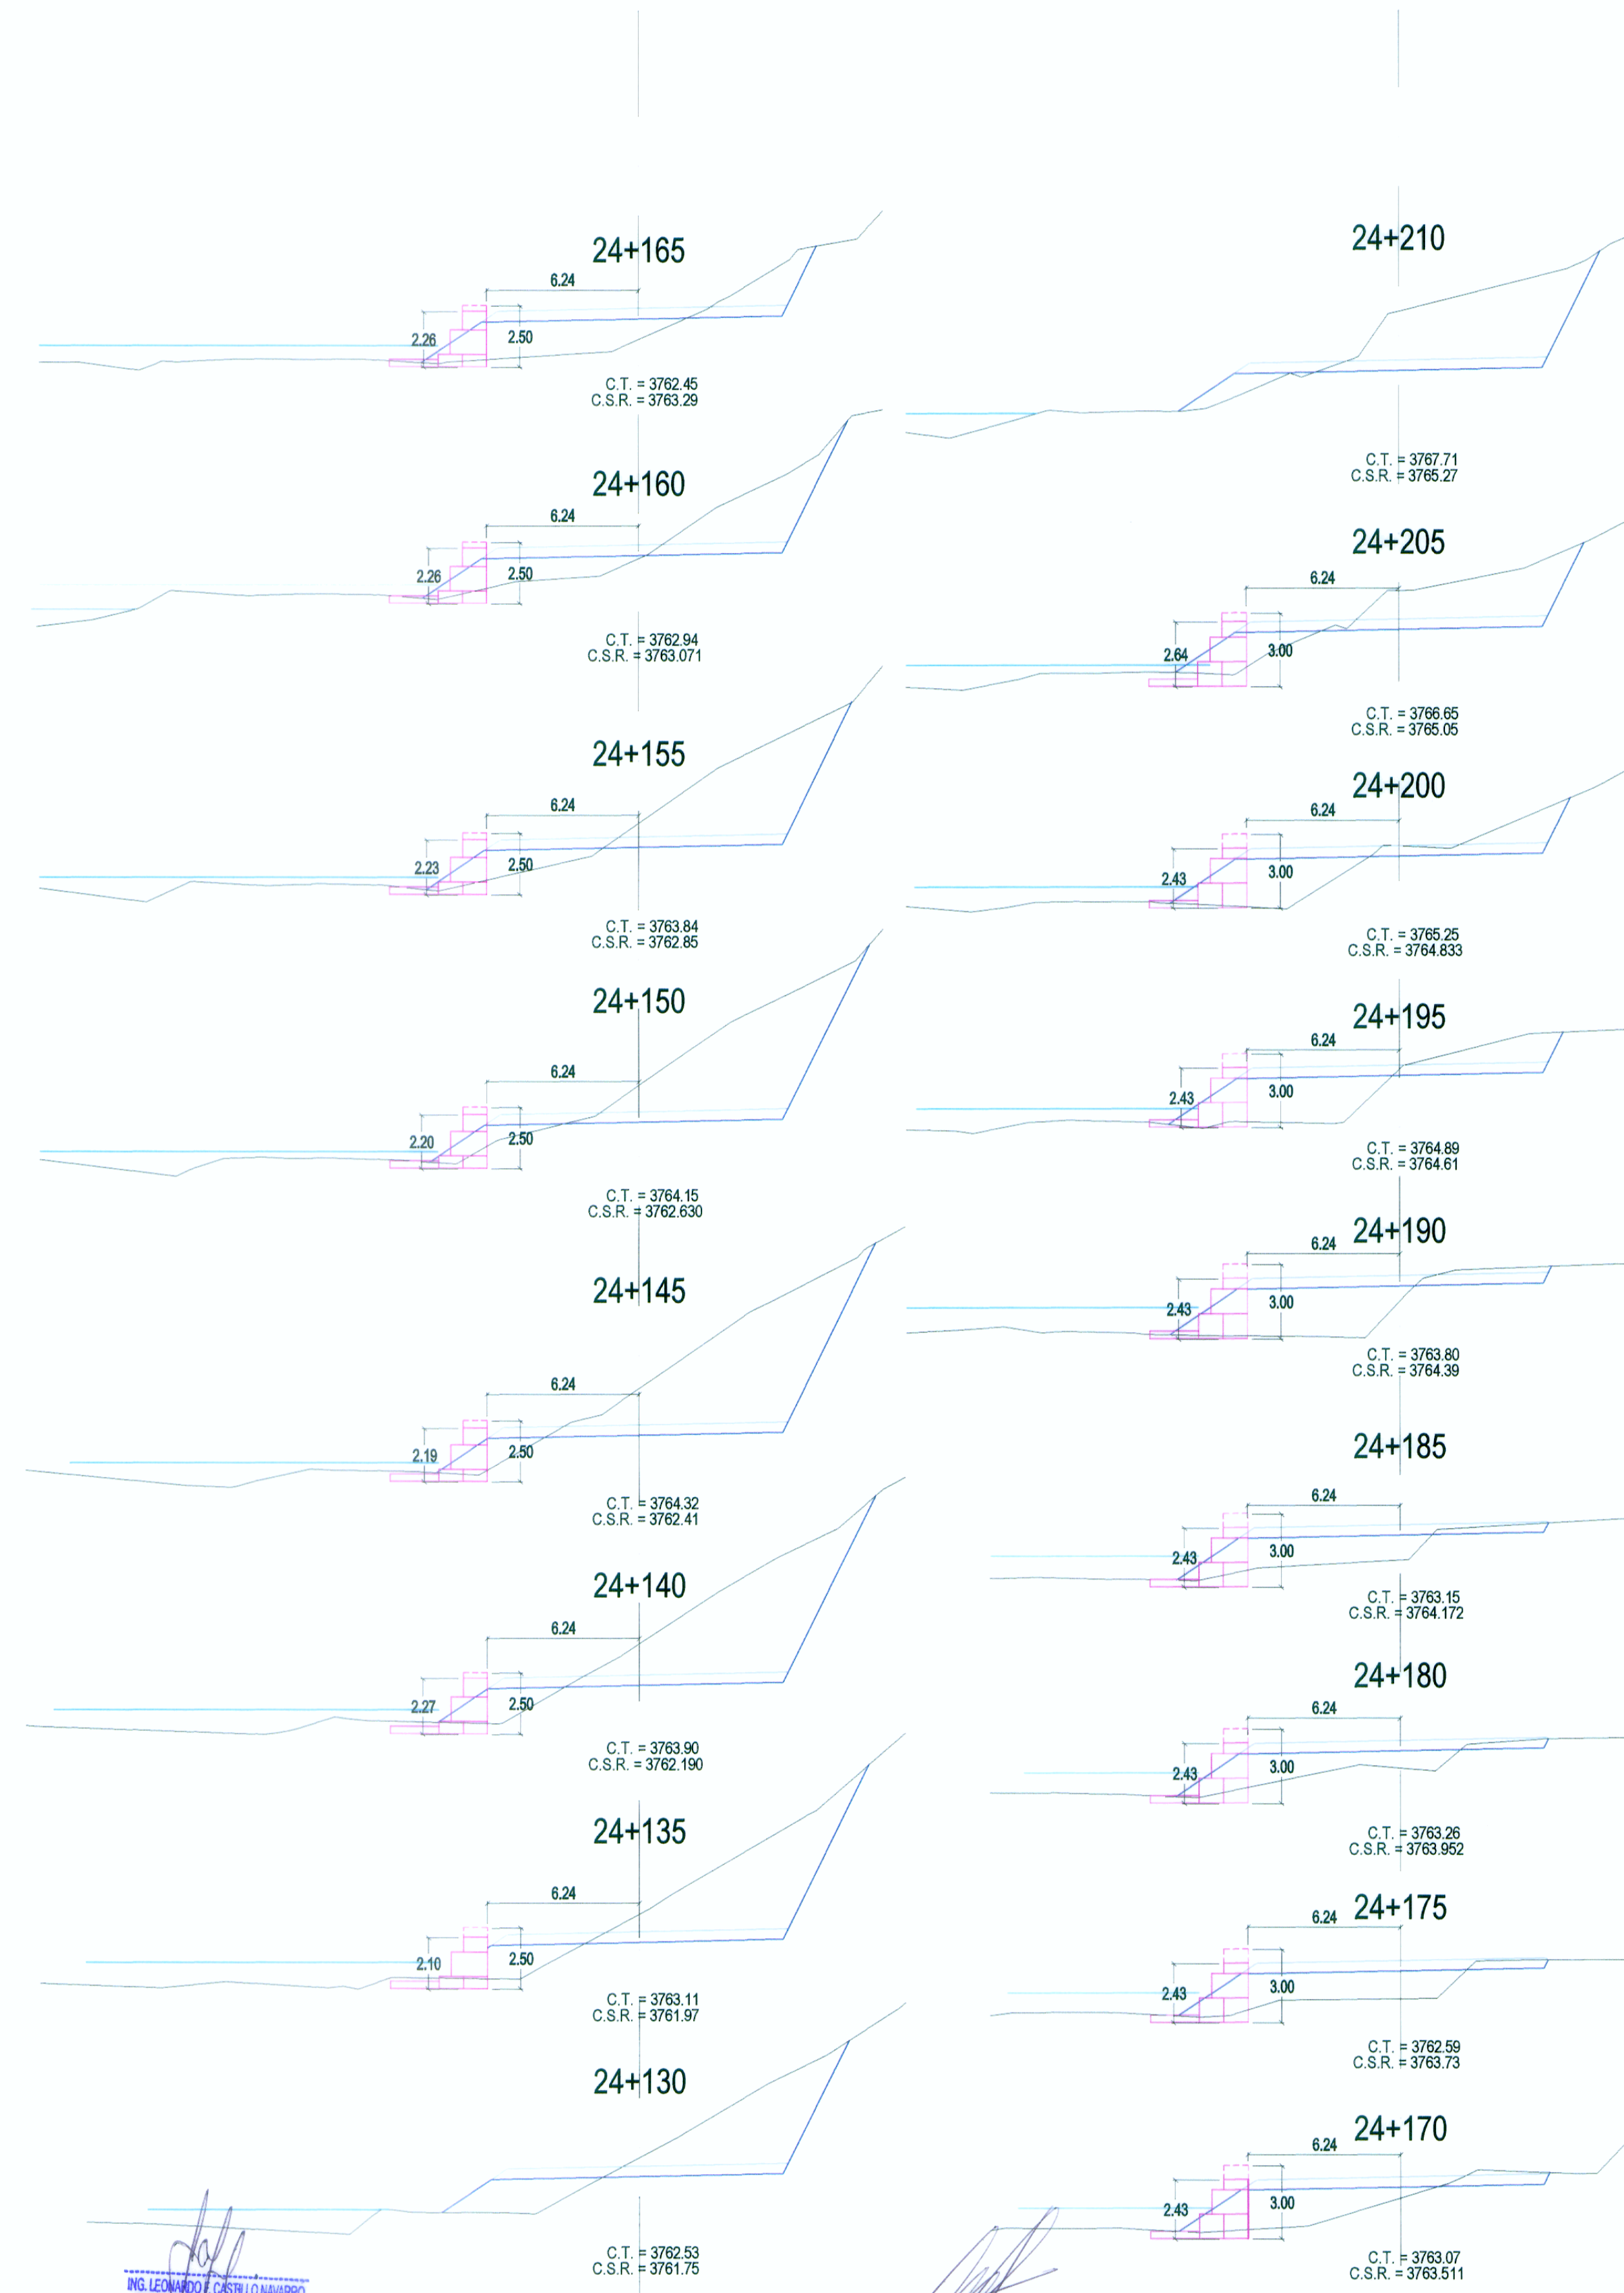 24+165
6.24
2.26
2.50
C.T. = 3762.45
C.S.R. = 3763.29
24+160
6.24
2.26
2.50
C.T. = 3762.94
C.S.R. = 3763.071
24+155
6.24
2.23
2.50
C.T. = 3763.84
C.S.R. = 3762.85
24+150
6.24
2.20
2.50
C.T. = 3764.15
C.S.R. = 3762.630
24+145
6.24
2.19
2.50
C.T. = 3764.32
C.S.R. = 3762.41
24+140
6.24
2.27
2.50
C.T. = 3763.90
C.S.R. = 3762.190
24+135
6.24
2.10
2.50
C.T. = 3763.11
C.S.R. = 3761.97
24+130
C.T. = 3762.53
C.S.R. = 3761.75
ING. LEONARDO F. CASTILLO NAVARRO
24+210
C.T. = 3767.71
C.S.R. = 3765.27
24+205
6.24
2.64
3.00
C.T. = 3766.65
C.S.R. = 3765.05
24+200
6.24
2.43
3.00
C.T. = 3765.25
C.S.R. = 3764.833
24+195
6.24
2.43
3.00
C.T. = 3764.89
C.S.R. = 3764.61
24+190
6.24
2.43
3.00
C.T. = 3763.80
C.S.R. = 3764.39
24+185
6.24
2.43
3.00
C.T. = 3763.15
C.S.R. = 3764.172
24+180
6.24
2.43
3.00
C.T. = 3763.26
C.S.R. = 3763.952
24+175
6.24
2.43
3.00
C.T. = 3762.59
C.S.R. = 3763.73
24+170
6.24
2.43
3.00
C.T. = 3763.07
C.S.R. = 3763.511